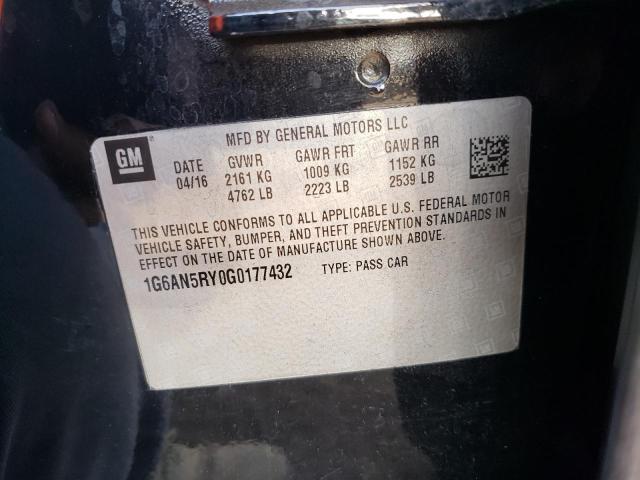 GM
MFD BY GENERAL MOTORS LLC
DATE GVWR GAWR FRT GAWR RR
04/16 2161 KG 1009 KG 1152 KG
4762 LB 2223 LB 2539 LB
THIS VEHICLE CONFORMS TO ALL APPLICABLE U.S. FEDERAL MOTOR
VEHICLE SAFETY, BUMPER, AND THEFT PREVENTION STANDARDS IN
EFFECT ON THE DATE OF MANUFACTURE SHOWN ABOVE.
1G6AN5RY0G0177432 TYPE: PASS CAR